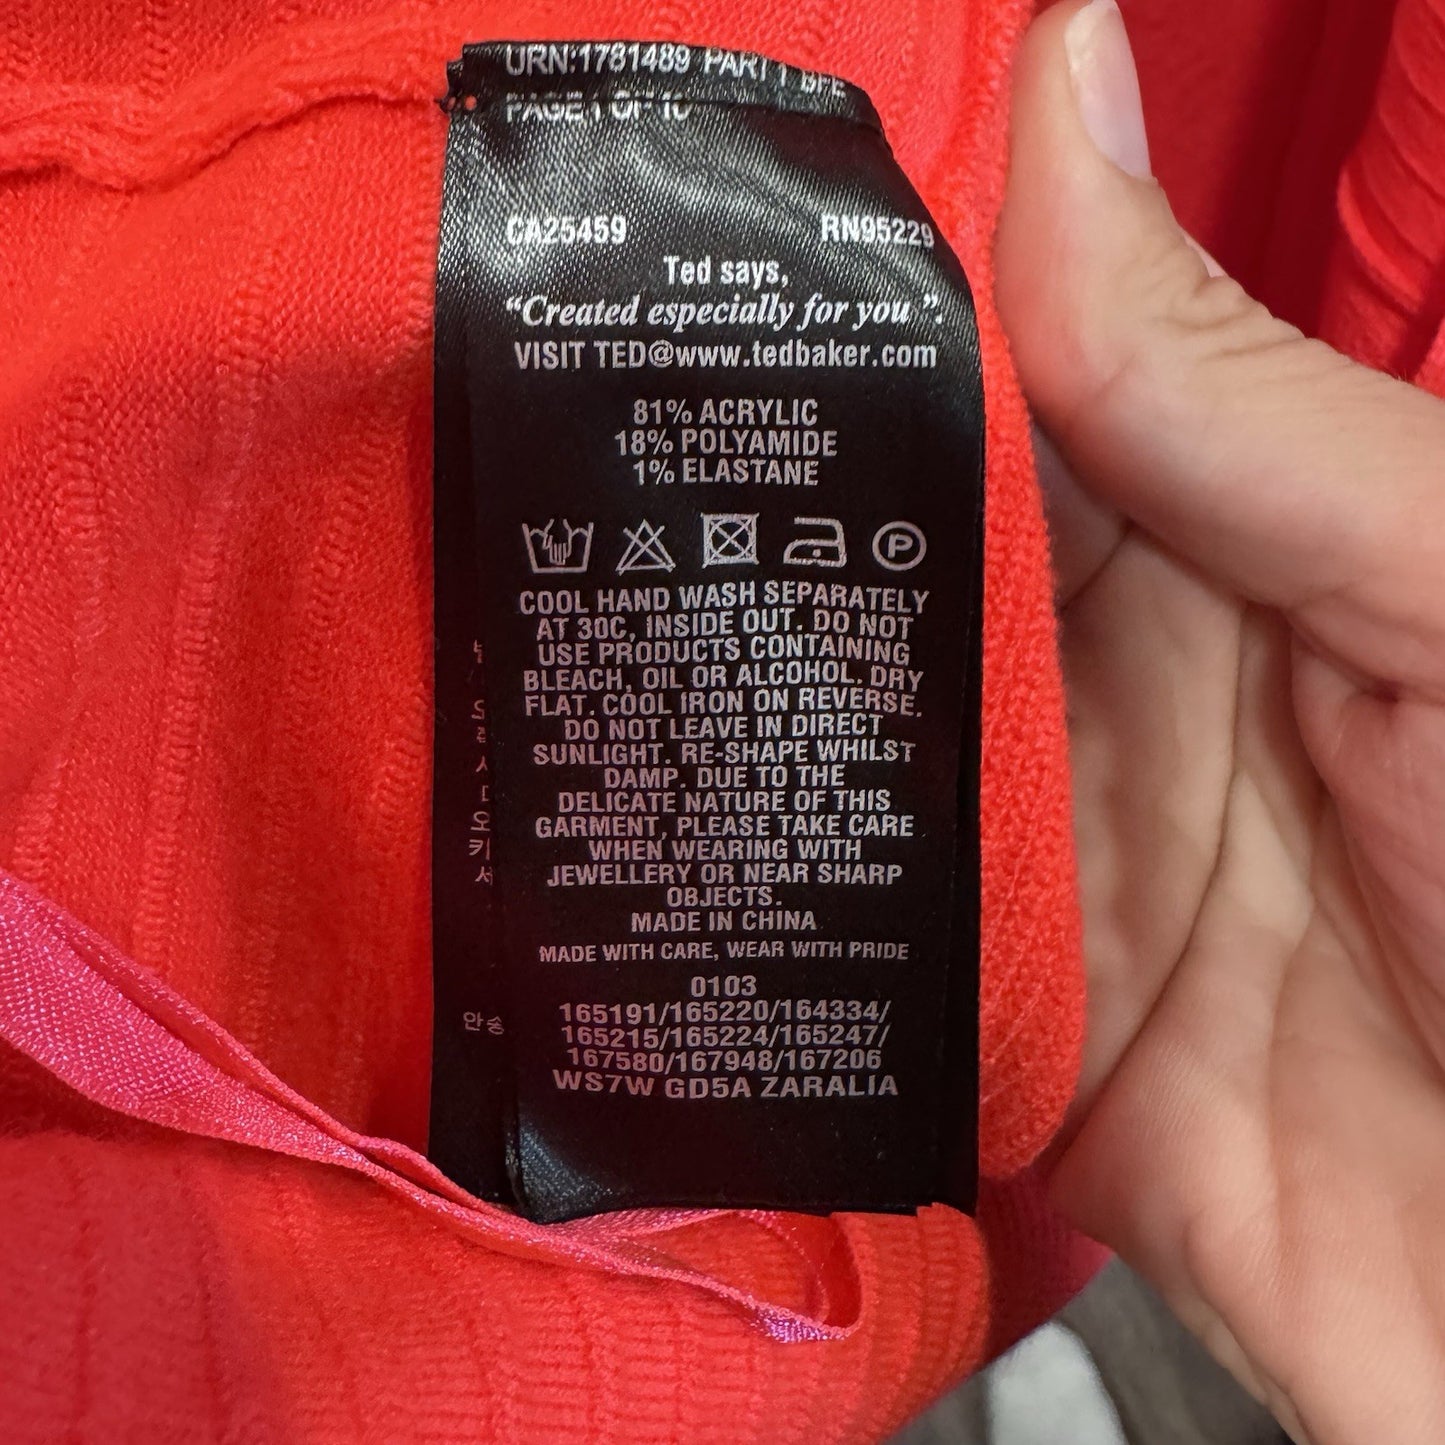 URN:1781489 PART 1
PAGE 1 OF 10
CA25459 RN95229
Ted says,
“Created especially for you”.
VISIT TED@www.tedbaker.com
81% ACRYLIC
18% POLYAMIDE
1% ELASTANE
P
COOL HAND WASH SEPARATELY
AT 30C, INSIDE OUT. DO NOT
USE PRODUCTS CONTAINING
BLEACH, OIL OR ALCOHOL. DRY
FLAT. COOL IRON ON REVERSE.
DO NOT LEAVE IN DIRECT
SUNLIGHT. RE-SHAPE WHILST
DAMP. DUE TO THE
DELICATE NATURE OF THIS
GARMENT, PLEASE TAKE CARE
WHEN WEARING WITH
JEWELLERY OR NEAR SHARP
OBJECTS.
MADE IN CHINA
MADE WITH CARE, WEAR WITH PRIDE
0103
165191/165220/164334/
165215/165224/165247/
167580/167948/167206
WS7W GD5A ZARALIA